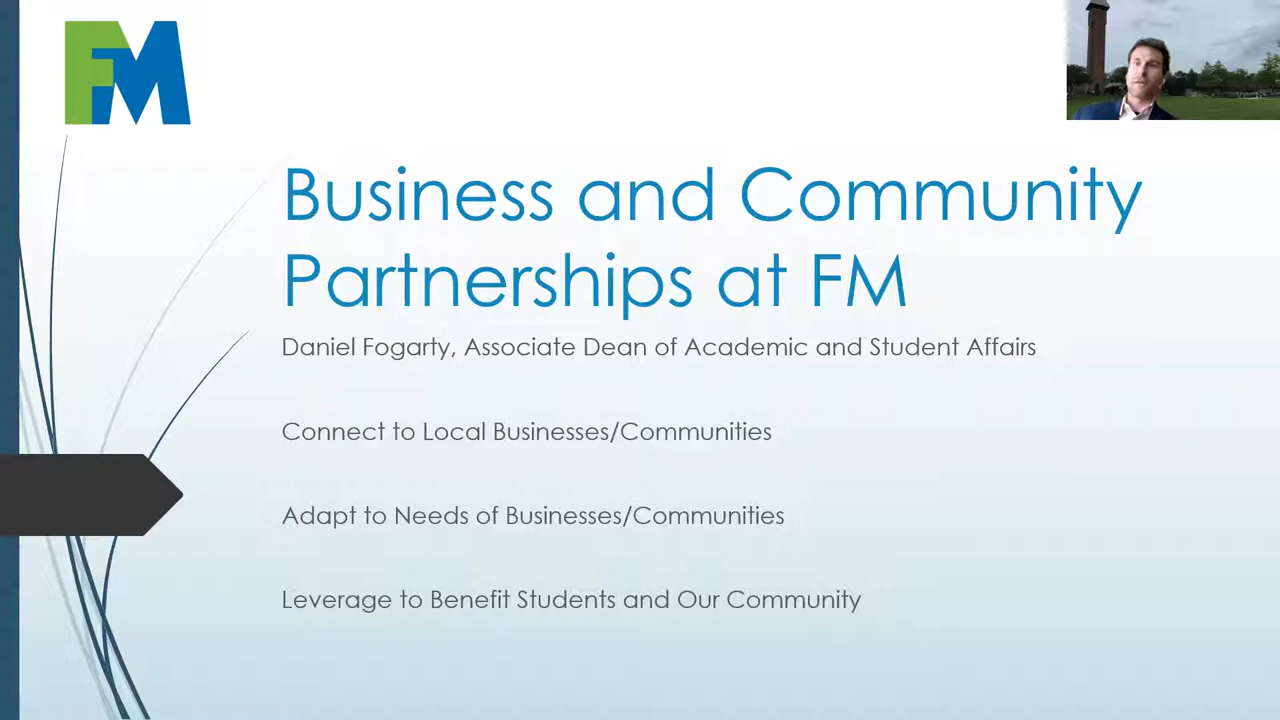 FM
Business and Community
Partnerships at FM
Daniel Fogarty, Associate Dean of Academic and Student Affairs
Connect to Local Businesses/Communities
Adapt to Needs of Businesses/Communities
Leverage to Benefit Students and Our Community